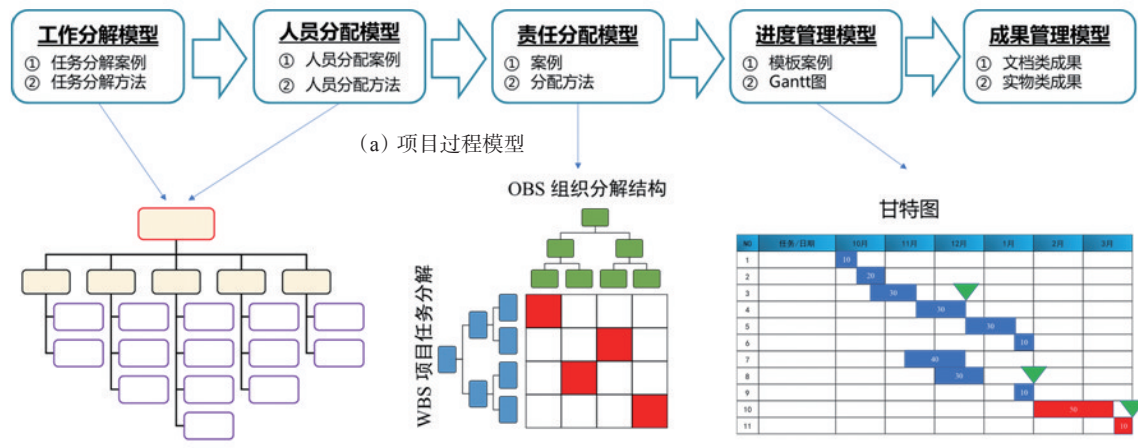 工作分解模型
① 任务分解案例
② 任务分解方法
人员分配模型
① 人员分配案例
② 人员分配方法
责任分配模型
① 案例
② 分配方法
进度管理模型
① 模板案例
② Gantt图
成果管理模型
① 文档类成果
② 实物类成果
（a）项目过程模型
OBS 组织分解结构
WBS 项目任务分解
甘特图
NO 任务/日期 10月 11月 12月 1月 2月 3月
1 10
2 20
3 30
4 30
5 30
6 10
7 40
8 30
9 10
10 50
11 10